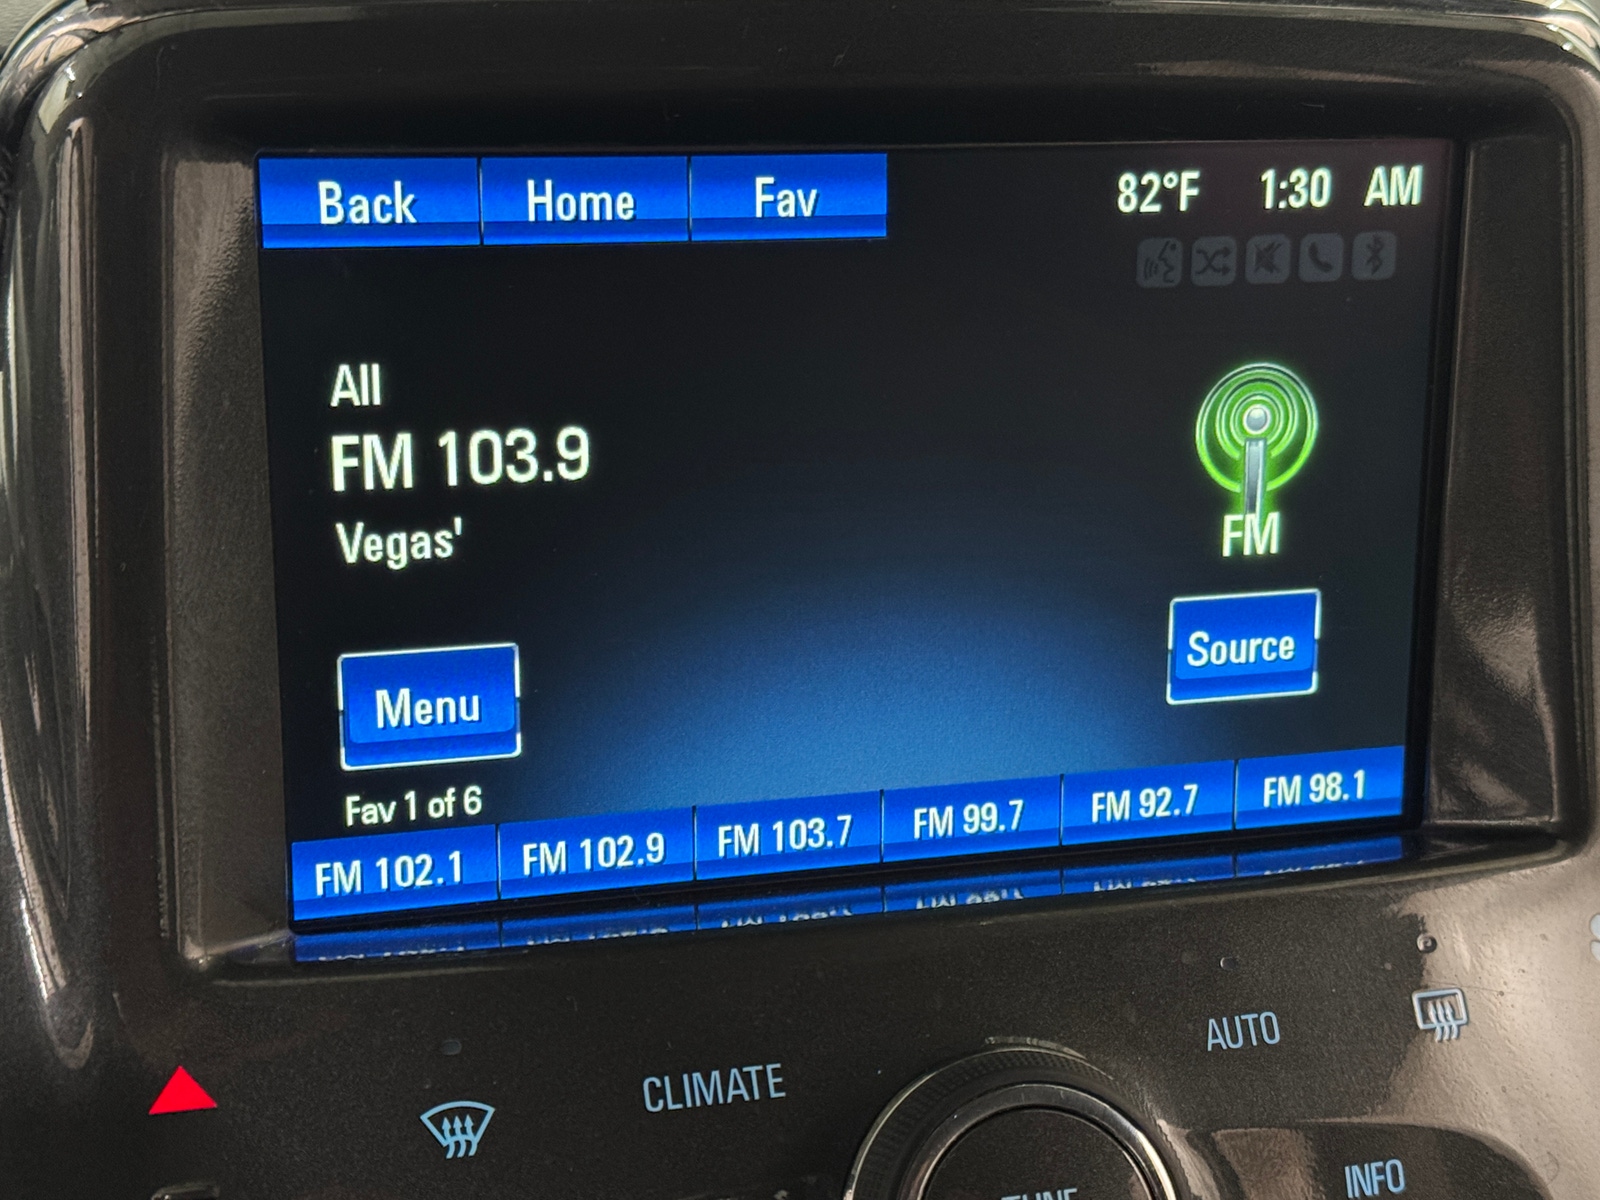 Back Home Fav 82°F 1:30 AM
All
FM 103.9
Vegas'
FM
Source
Menu
Fav 1 of 6
FM 102.1 FM 102.9 FM 103.7 FM 99.7 FM 92.7 FM 98.1
AUTO
CLIMATE
INFO
TUNE